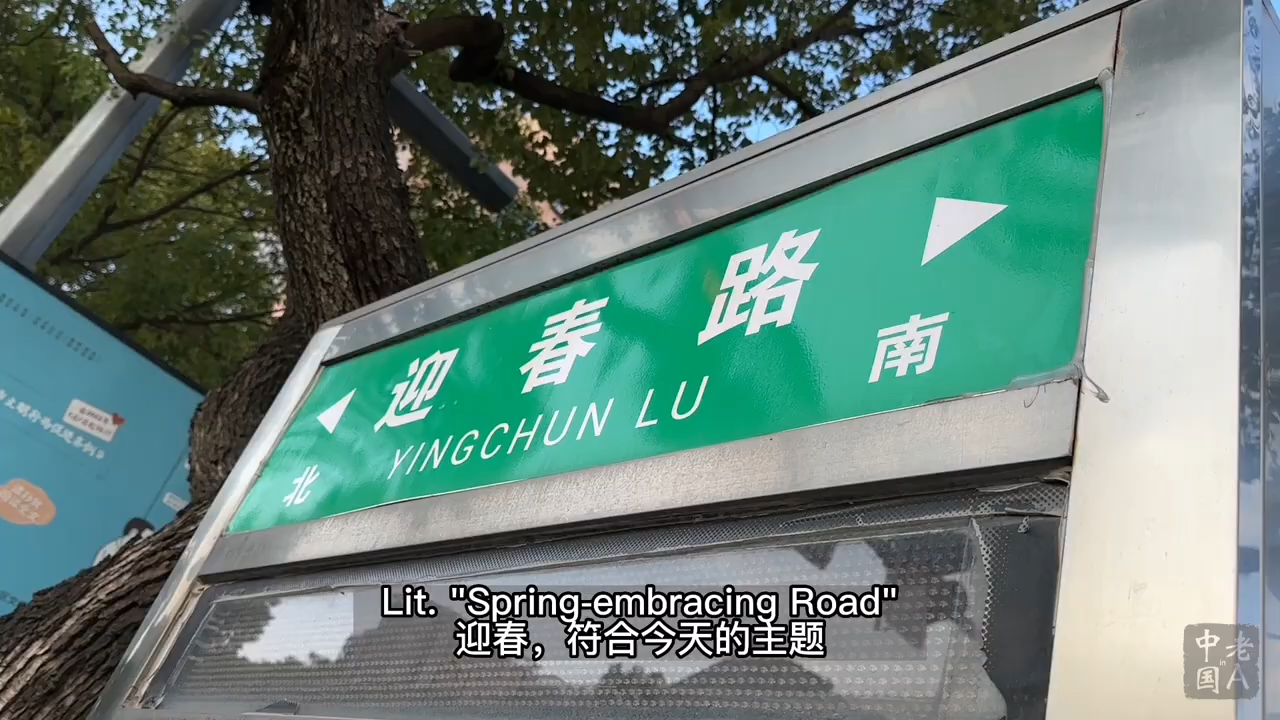 迎春路
YINGCHUN LU
北
南
Lit. "Spring-embracing Road"
迎春，符合今天的主题
中国
in
老A